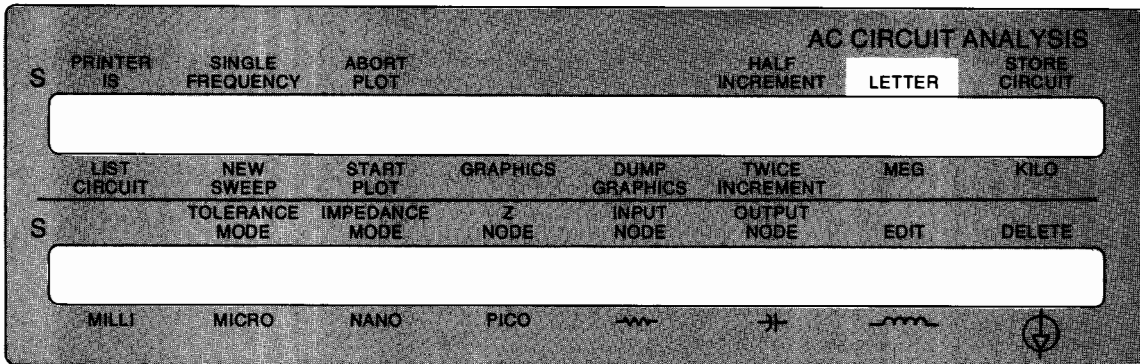 AC CIRCUIT ANALYSIS
S PRINTER IS SINGLE FREQUENCY ABORT PLOT HALF INCREMENT LETTER STORE CIRCUIT
LIST CIRCUIT NEW SWEEP START PLOT GRAPHICS DUMP GRAPHICS TWICE INCREMENT MEG KILO
S TOLERANCE MODE IMPEDANCE MODE Z NODE INPUT NODE OUTPUT NODE EDIT DELETE
MILLI MICRO NANO PICO